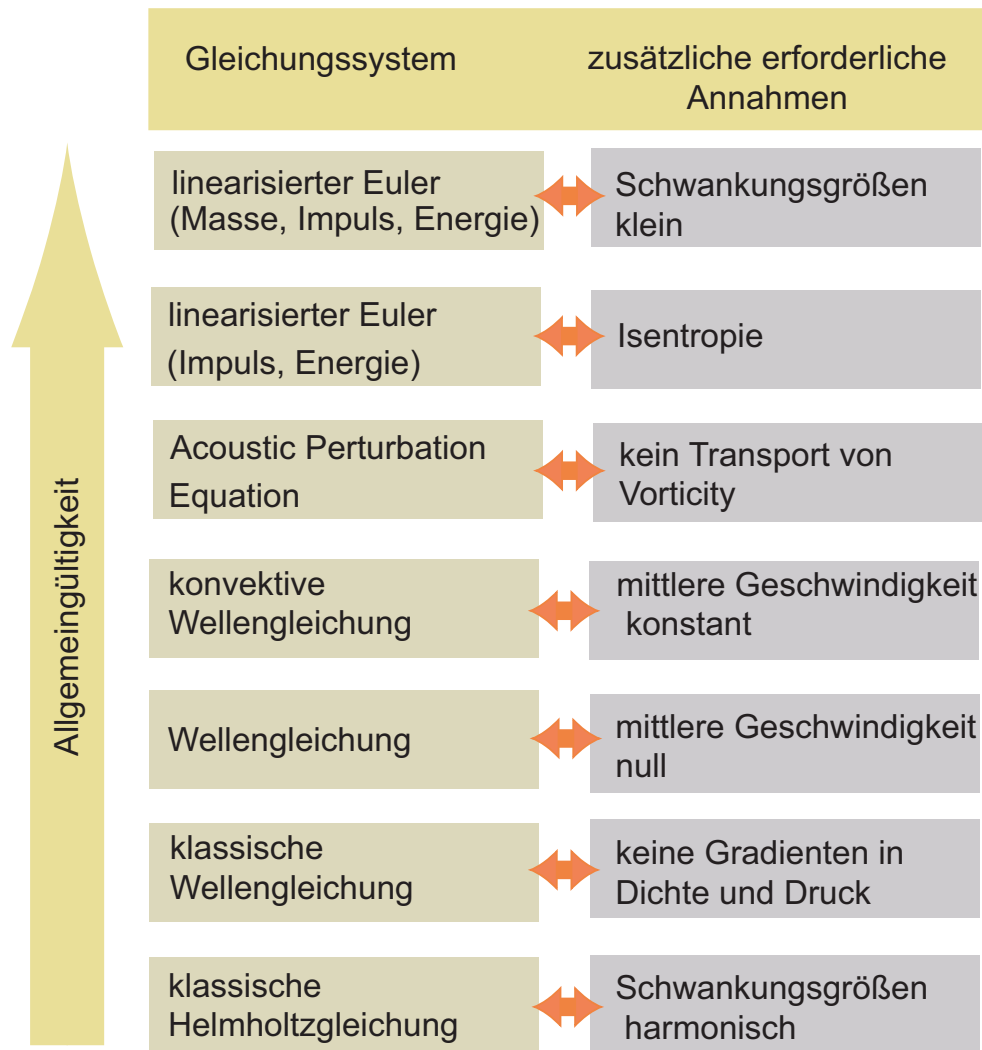 Gleichungssystem
zusätzliche erforderliche
Annahmen
Allgemeingültigkeit
linearisierter Euler
(Masse, Impuls, Energie)
Schwankungsgrößen
klein
linearisierter Euler
(Impuls, Energie)
Isentropie
Acoustic Perturbation
Equation
kein Transport von
Vorticity
konvektive
Wellengleichung
mittlere Geschwindigkeit
konstant
Wellengleichung
mittlere Geschwindigkeit
null
klassische
Wellengleichung
keine Gradienten in
Dichte und Druck
klassische
Helmholtzgleichung
Schwankungsgrößen
harmonisch